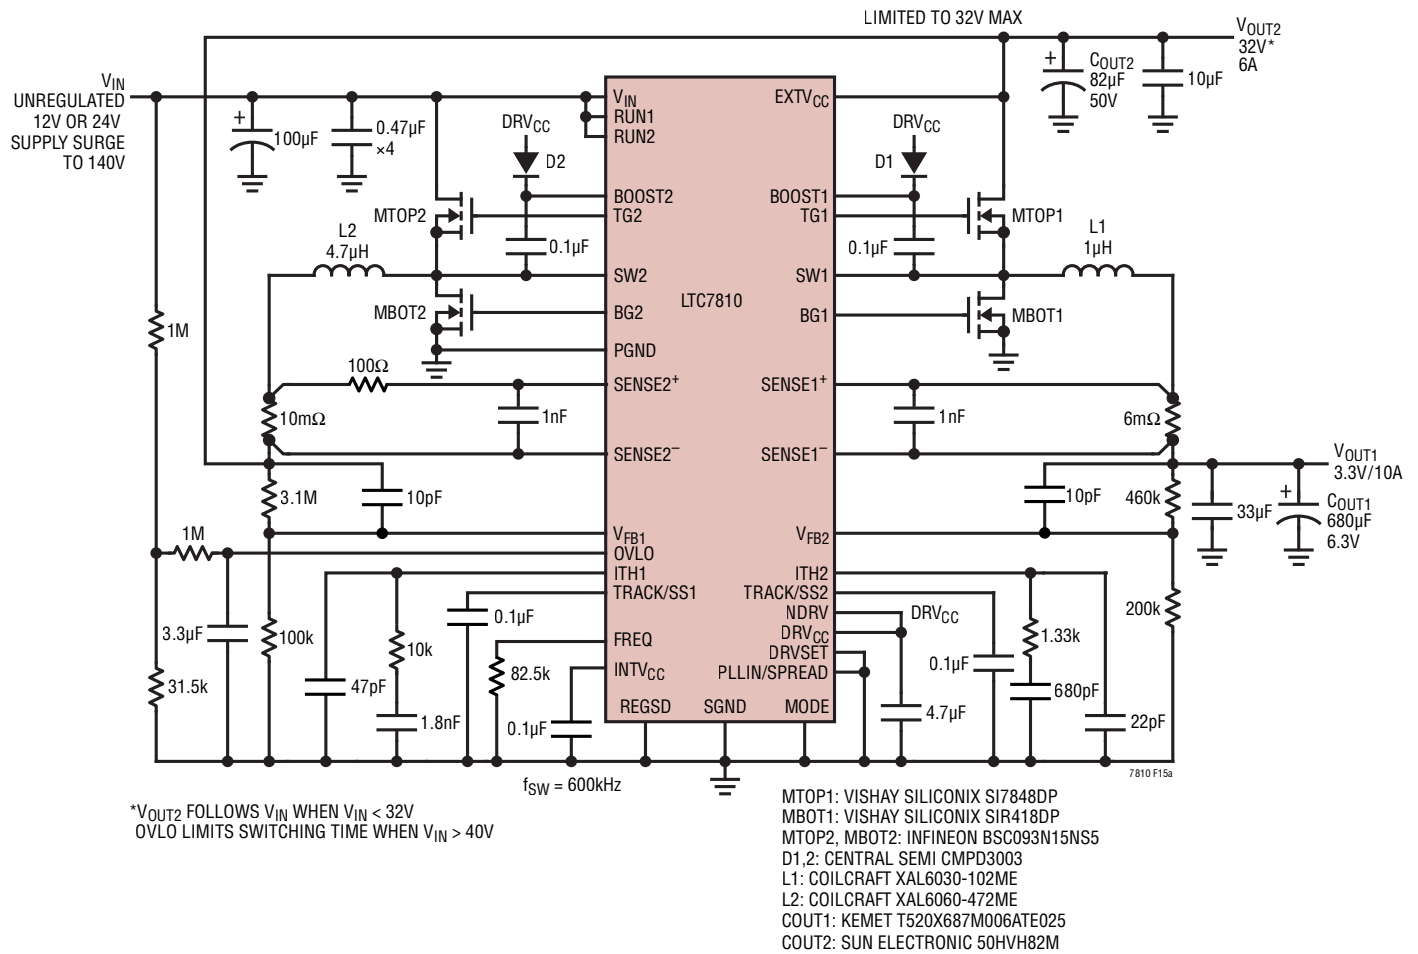 LIMITED TO 32V MAX
VOUT2
32V*
6A
COUT2
82µF
50V
10µF
VIN
UNREGULATED
12V OR 24V
SUPPLY SURGE
TO 140V
+
100µF
0.47µF
×4
+
DRVCC
D2
DRVCC
D1
VIN
RUN1
RUN2
EXTVCC
BOOST2
TG2
BOOST1
TG1
MTOP2
0.1µF
0.1µF
MTOP1
L2
4.7µH
L1
1µH
SW2
SW1
LTC7810
MBOT2
BG2
BG1
MBOT1
1M
PGND
100Ω
SENSE2+
SENSE1+
10mΩ
1nF
1nF
6mΩ
SENSE2–
SENSE1–
VOUT1
3.3V/10A
3.1M
10pF
10pF
460k
33µF
+
COUT1
680µF
6.3V
1M
VFB1
OVLO
ITH1
TRACK/SS1
VFB2
ITH2
TRACK/SS2
NDRV
DRVCC
DRVCC
DRVSET
PLLIN/SPREAD
200k
3.3µF
100k
0.1µF
10k
FREQ
82.5k
INTVCC
31.5k
47pF
1.8nF
0.1µF
REGSD
SGND
MODE
4.7µF
0.1µF
1.33k
680pF
22pF
fSW = 600kHz
7810 F15a
*VOUT2 FOLLOWS VIN WHEN VIN < 32V
OVLO LIMITS SWITCHING TIME WHEN VIN > 40V
MTOP1: VISHAY SILICONIX SI7848DP
MBOT1: VISHAY SILICONIX SIR418DP
MTOP2, MBOT2: INFINEON BSC093N15NS5
D1,2: CENTRAL SEMI CMPD3003
L1: COILCRAFT XAL6030-102ME
L2: COILCRAFT XAL6060-472ME
COUT1: KEMET T520X687M006ATE025
COUT2: SUN ELECTRONIC 50HVH82M